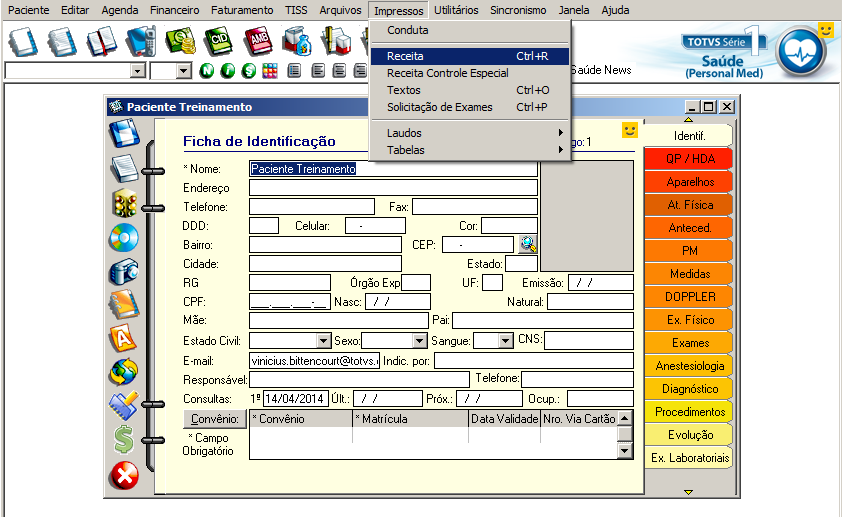 Paciente Editar Agenda Financeiro Faturamento TISS Arquivos Impressos Utilitários Sincronismo Janela Ajuda
CID AMB
TOTVS Série 1
Saúde
(Personal Med)
Saúde News
Conduta
Receita Ctrl+R
Receita Controle Especial
Textos Ctrl+O
Solicitação de Exames Ctrl+P
Laudos
Tabelas
Paciente Treinamento
Ficha de Identificação
go:1
* Nome: Paciente Treinamento
Endereço
Telefone: Fax:
DDD: Celular: - Cor:
Bairro: CEP: -
Cidade: Estado:
RG Órgão Exp UF: Emissão: / /
CPF: ___.___.___-__ Nasc: / / Natural:
Mãe: Pai:
Estado Civil: Sexo: Sangue: CNS:
E-mail: vinicius.bittencourt@totvs. Indic. por:
Responsável: Telefone:
Consultas: 1ª 14/04/2014 Últ.: / / Próx.: / / Ocup.:
Convênio: * Convênio * Matrícula Data Validade Nro. Via Cartão
* Campo
Obrigatório
Identif.
QP / HDA
Aparelhos
At. Física
Anteced.
PM
Medidas
DOPPLER
Ex. Físico
Exames
Anestesiologia
Diagnóstico
Procedimentos
Evolução
Ex. Laboratoriais